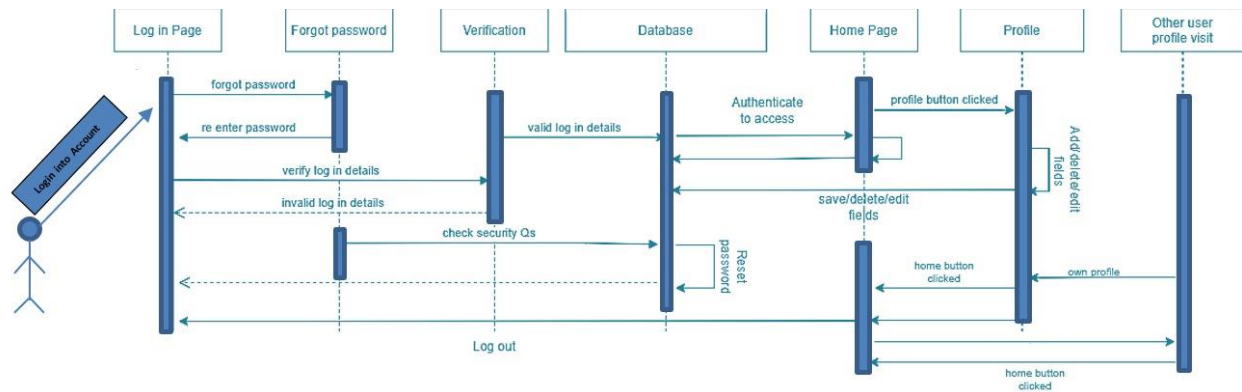 Log in Page
Forgot password
Verification
Database
Home Page
Profile
Other user
profile visit
forgot password
profile button clicked
Authenticate
to access
re enter password
valid log in details
Login into Account
Add/delete/edit
fields
verify log in details
save/delete/edit
fields
invalid log in details
check security Qs
Reset
password
home button
clicked
own profile
Log out
home button
clicked